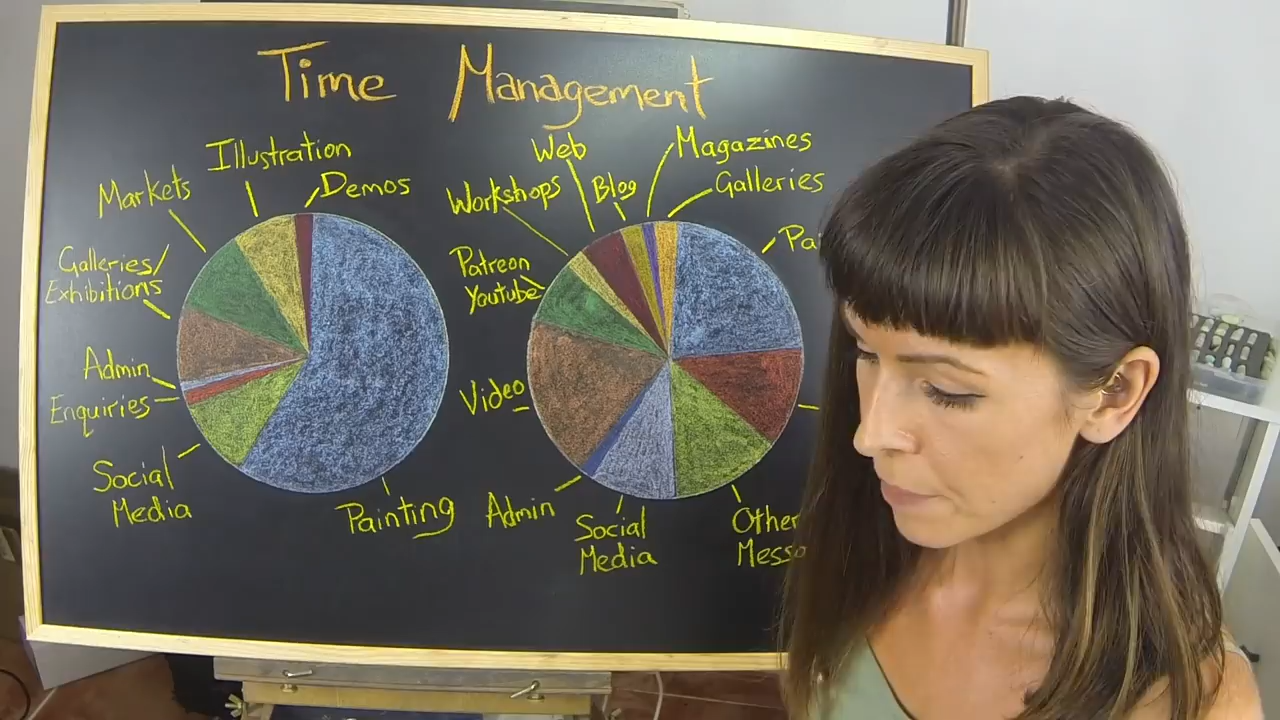 Time Management
Illustration
Demos
Markets
Galleries/
Exhibitions
Admin
Enquiries
Social
Media
Painting
Web
Magazines
Workshops
Blog
Galleries
Patreon
Youtube
Video
Admin
Social
Media
Other